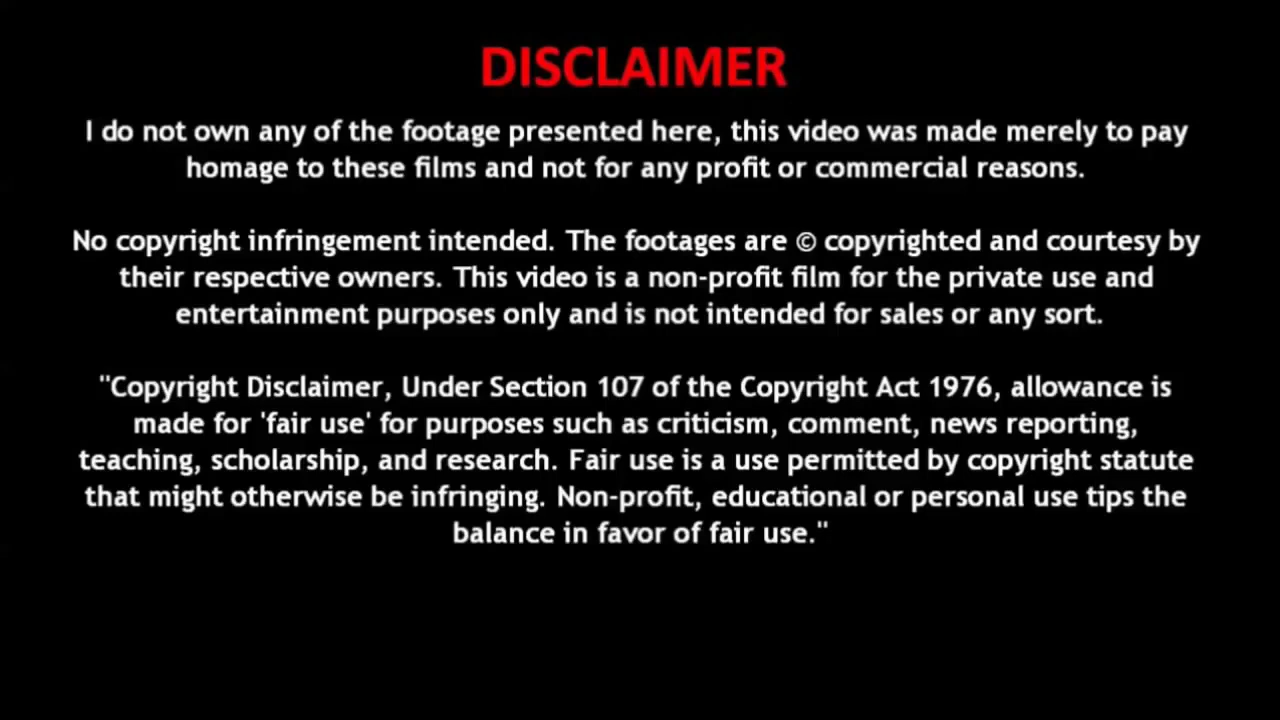 DISCLAIMER
I do not own any of the footage presented here, this video was made merely to pay
homage to these films and not for any profit or commercial reasons.
No copyright infringement intended. The footages are © copyrighted and courtesy by
their respective owners. This video is a non-profit film for the private use and
entertainment purposes only and is not intended for sales or any sort.
"Copyright Disclaimer, Under Section 107 of the Copyright Act 1976, allowance is
made for 'fair use' for purposes such as criticism, comment, news reporting,
teaching, scholarship, and research. Fair use is a use permitted by copyright statute
that might otherwise be infringing. Non-profit, educational or personal use tips the
balance in favor of fair use."